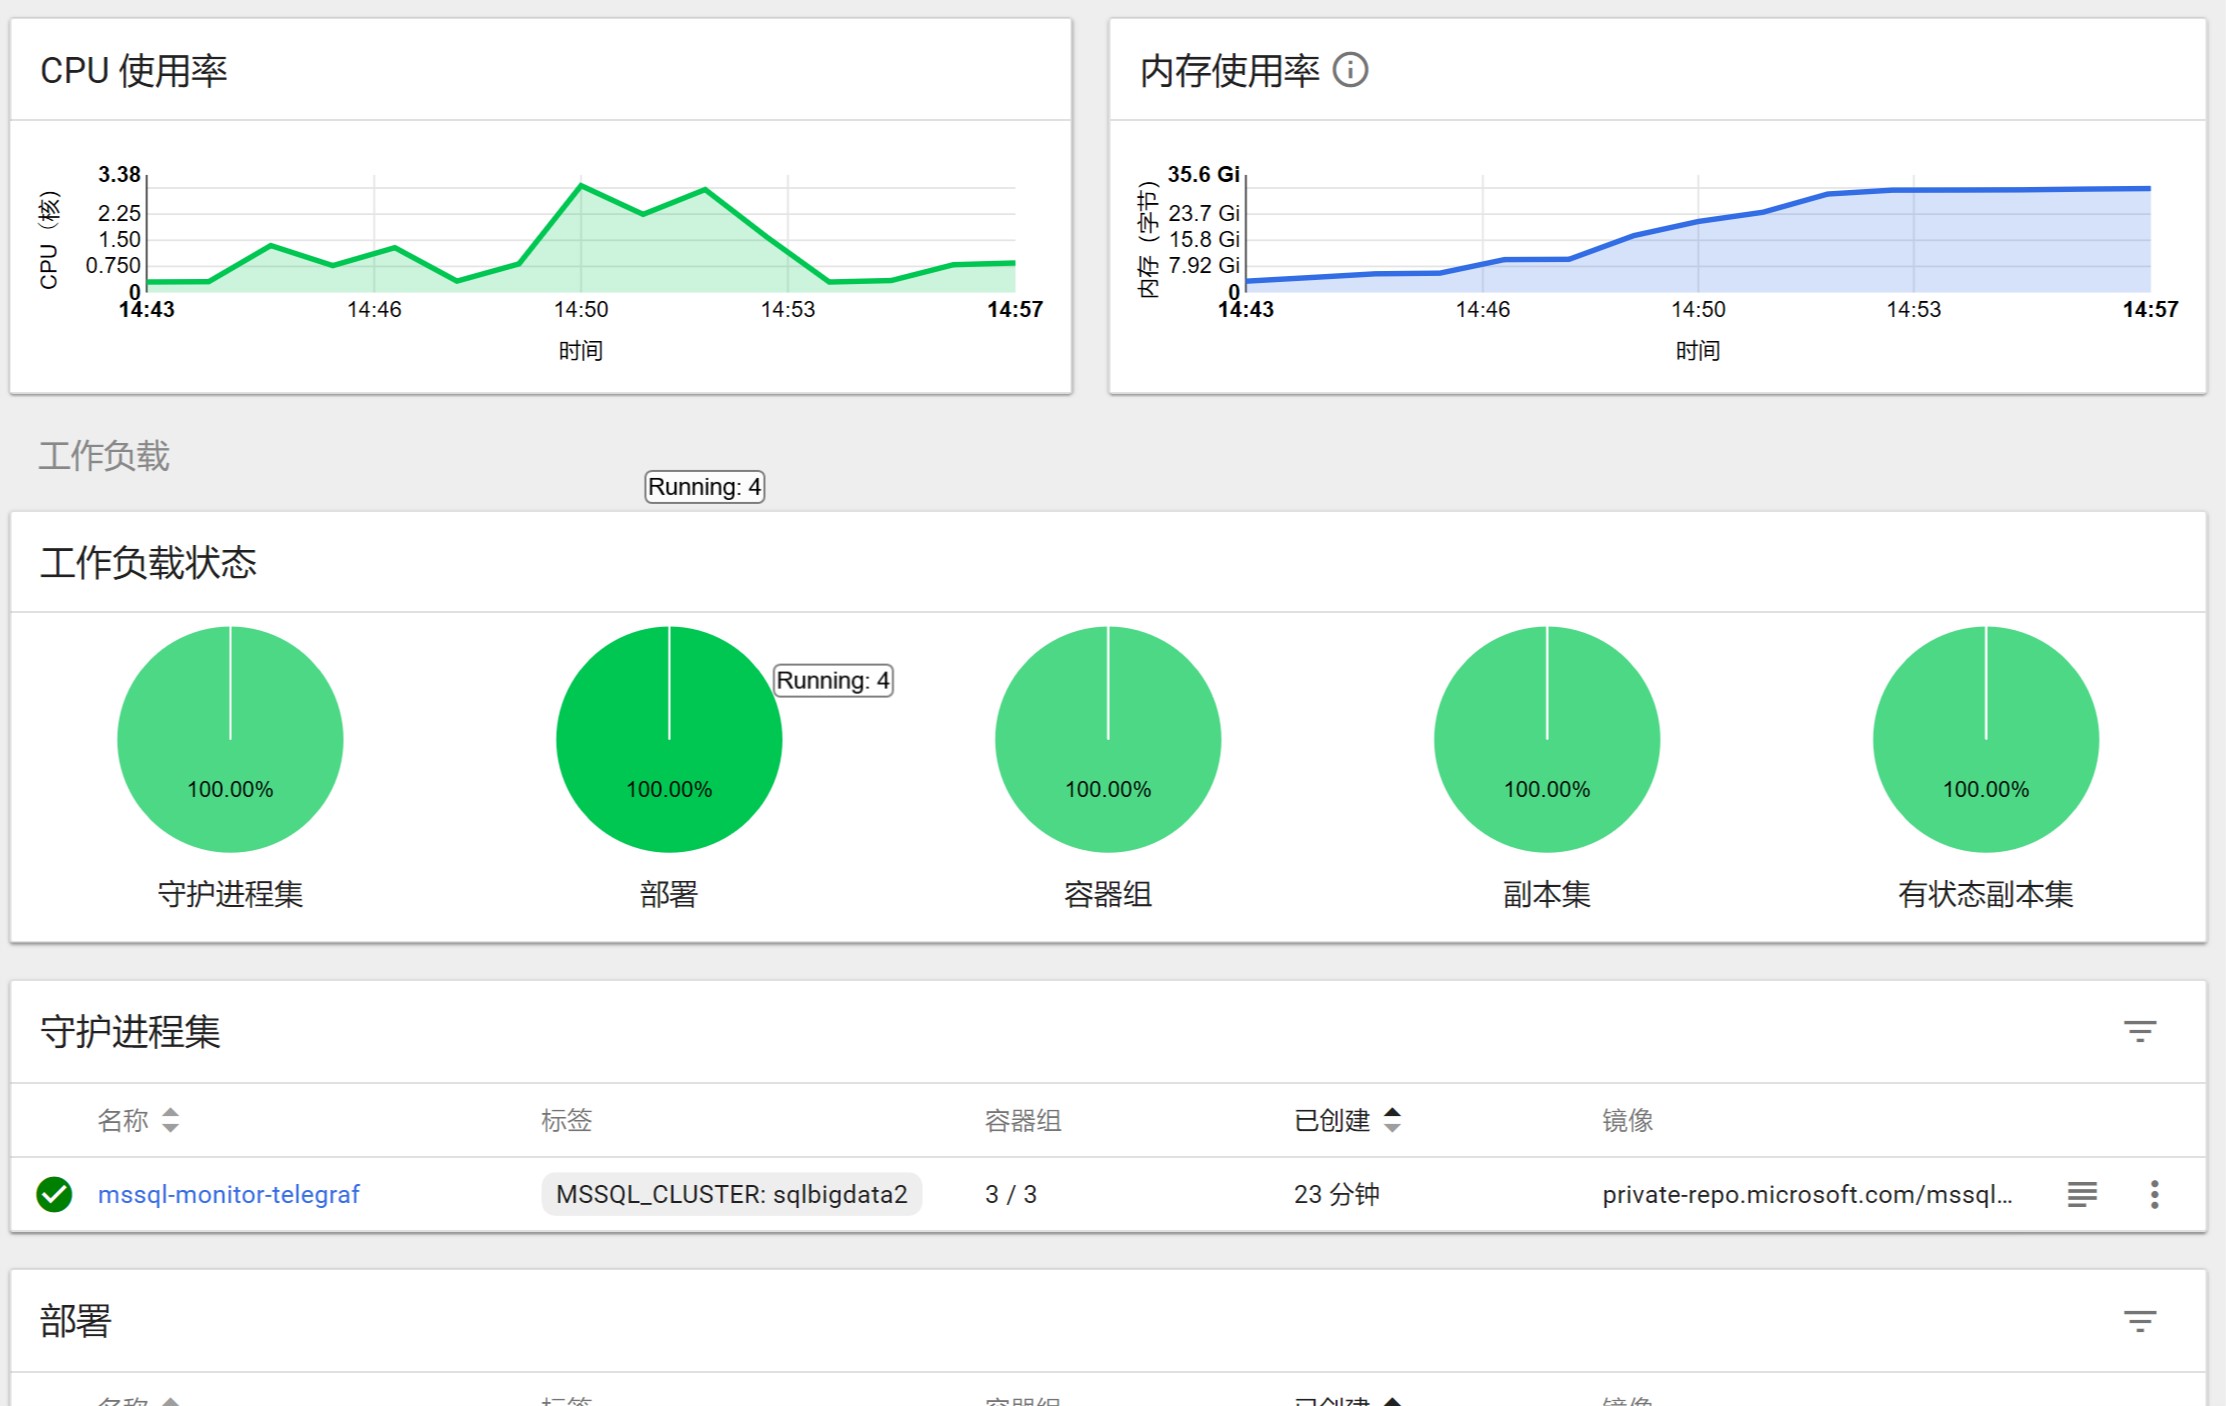 CPU 使用率
3.38
2.25
1.50
0.750
0
CPU（核）
14:43
14:46
14:50
14:53
14:57
时间
内存使用率
35.6 Gi
23.7 Gi
15.8 Gi
7.92 Gi
0
内存（字节）
14:43
14:46
14:50
14:53
14:57
时间
工作负载
Running: 4
工作负载状态
Running: 4
100.00%
100.00%
100.00%
100.00%
100.00%
守护进程集
部署
容器组
副本集
有状态副本集
守护进程集
名称 标签 容器组 已创建 镜像
mssql-monitor-telegraf MSSQL_CLUSTER: sqlbigdata2 3 / 3 23 分钟 private-repo.microsoft.com/mssql...
部署
名称 标签 容器组 已创建 镜像